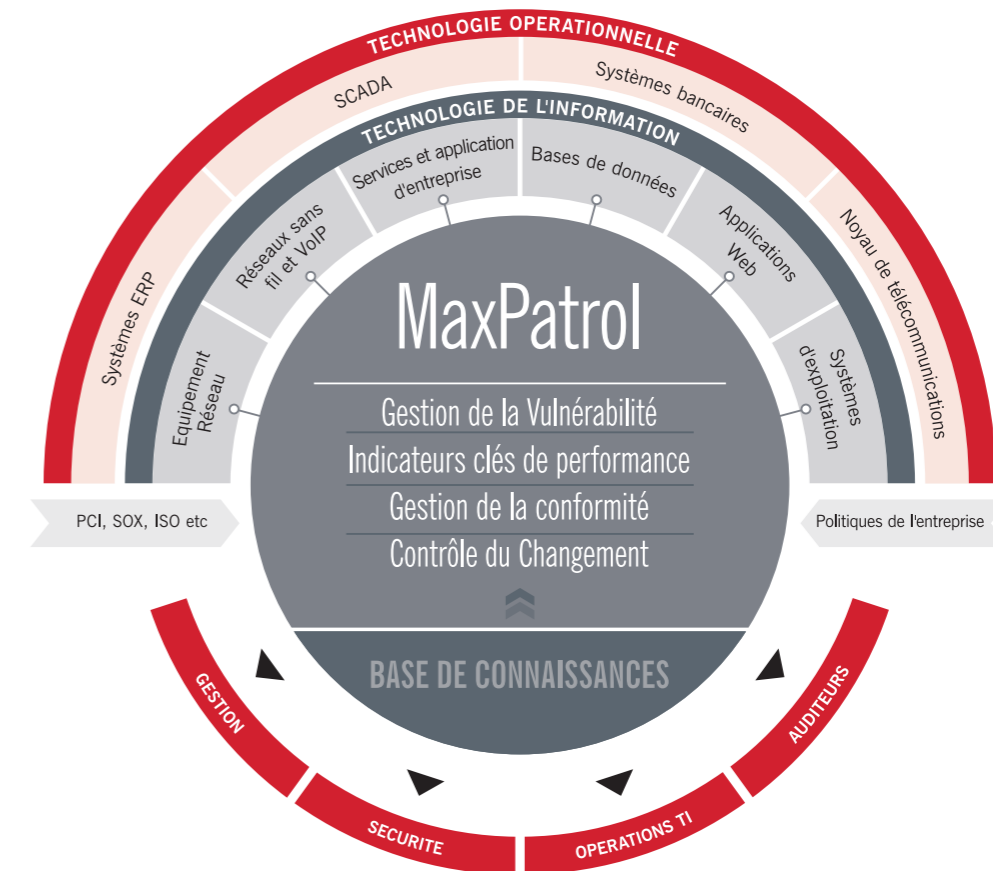 TECHNOLOGIE OPERATIONNELLE
Systèmes ERP
SCADA
Systèmes bancaires
Noyau de télécommunications
TECHNOLOGIE DE L'INFORMATION
Equipement
Réseau
Réseaux sans
fil et VoIP
Services et application
d'entreprise
Bases de données
Applications
Web
Systèmes
d'exploitation
MaxPatrol
Gestion de la Vulnérabilité
Indicateurs clés de performance
Gestion de la conformité
Contrôle du Changement
PCI, SOX, ISO etc
Politiques de l'entreprise
BASE DE CONNAISSANCES
GESTION
SECURITE
OPERATIONS TI
AUDITEURS